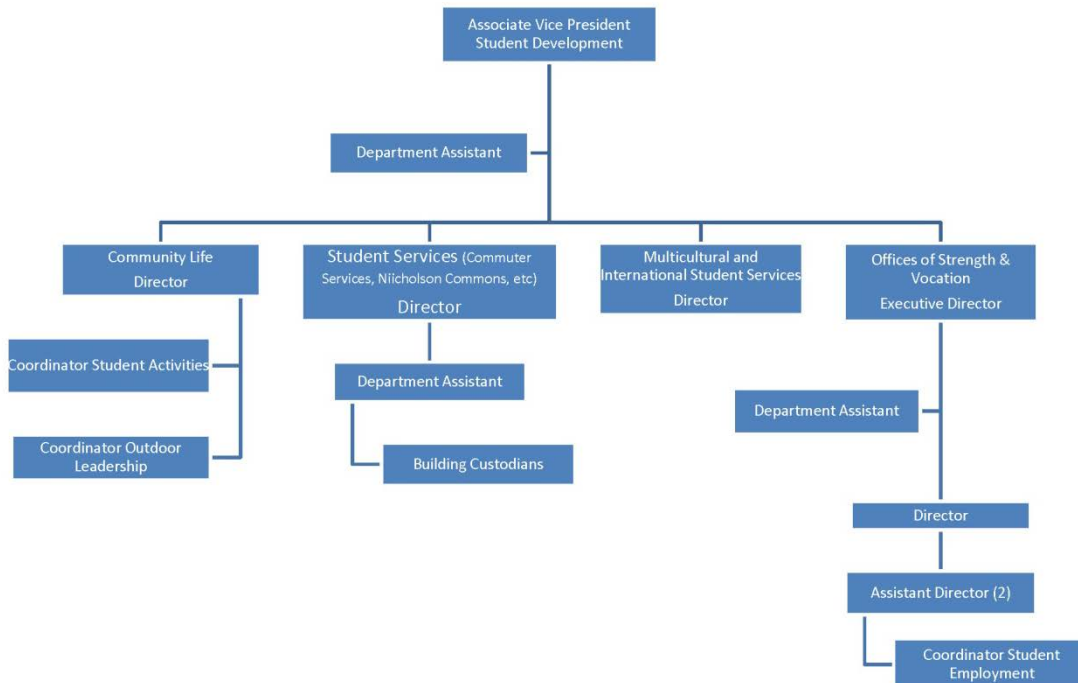 Associate Vice President
Student Development
Department Assistant
Community Life
Director
Student Services (Commuter
Services, Niicholson Commons, etc)
Director
Multicultural and
International Student Services
Director
Offices of Strength &
Vocation
Executive Director
Coordinator Student Activities
Department Assistant
Department Assistant
Coordinator Outdoor
Leadership
Building Custodians
Director
Assistant Director (2)
Coordinator Student
Employment